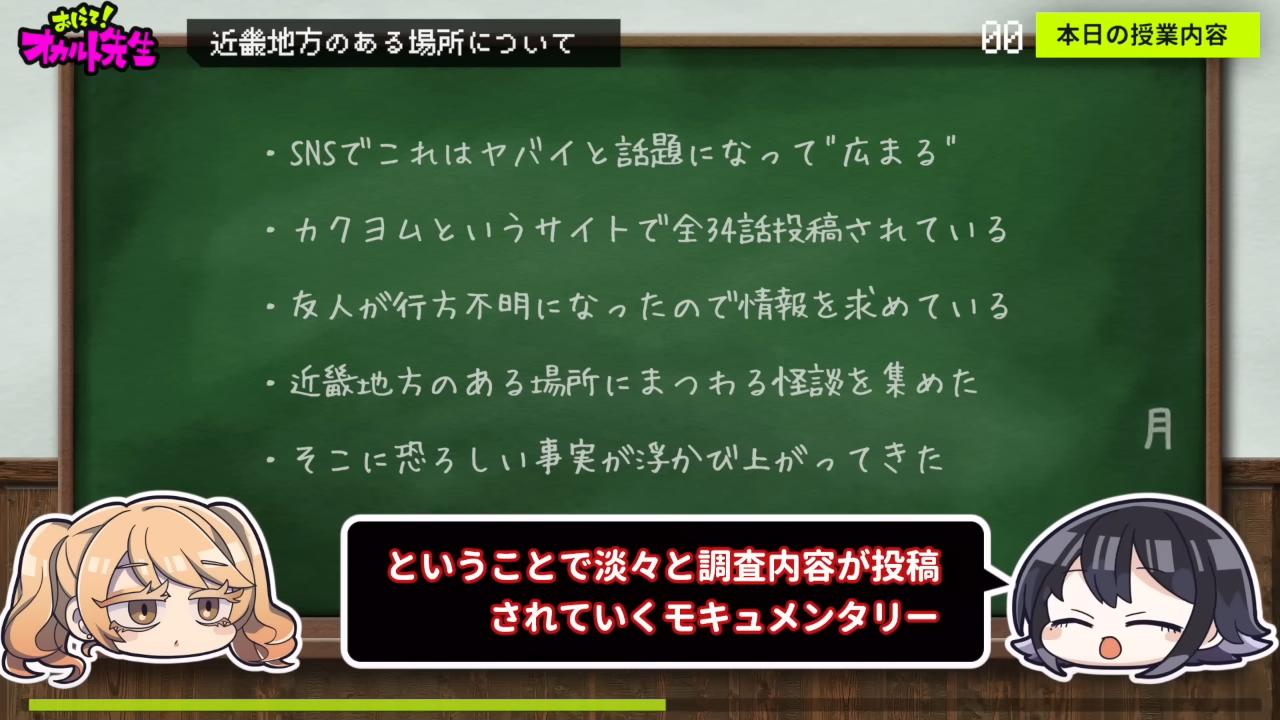 おしえて!
オカルト先生
近畿地方のある場所について
00
本日の授業内容
・SNSでこれはヤバイと話題になって"広まる"
・カクヨムというサイトで全34話投稿されている
・友人が行方不明になったので情報を求めている
・近畿地方のある場所にまつわる怪談を集めた
・そこに恐ろしい事実が浮かび上がってきた
月
ということで淡々と調査内容が投稿
されていくモキュメンタリー